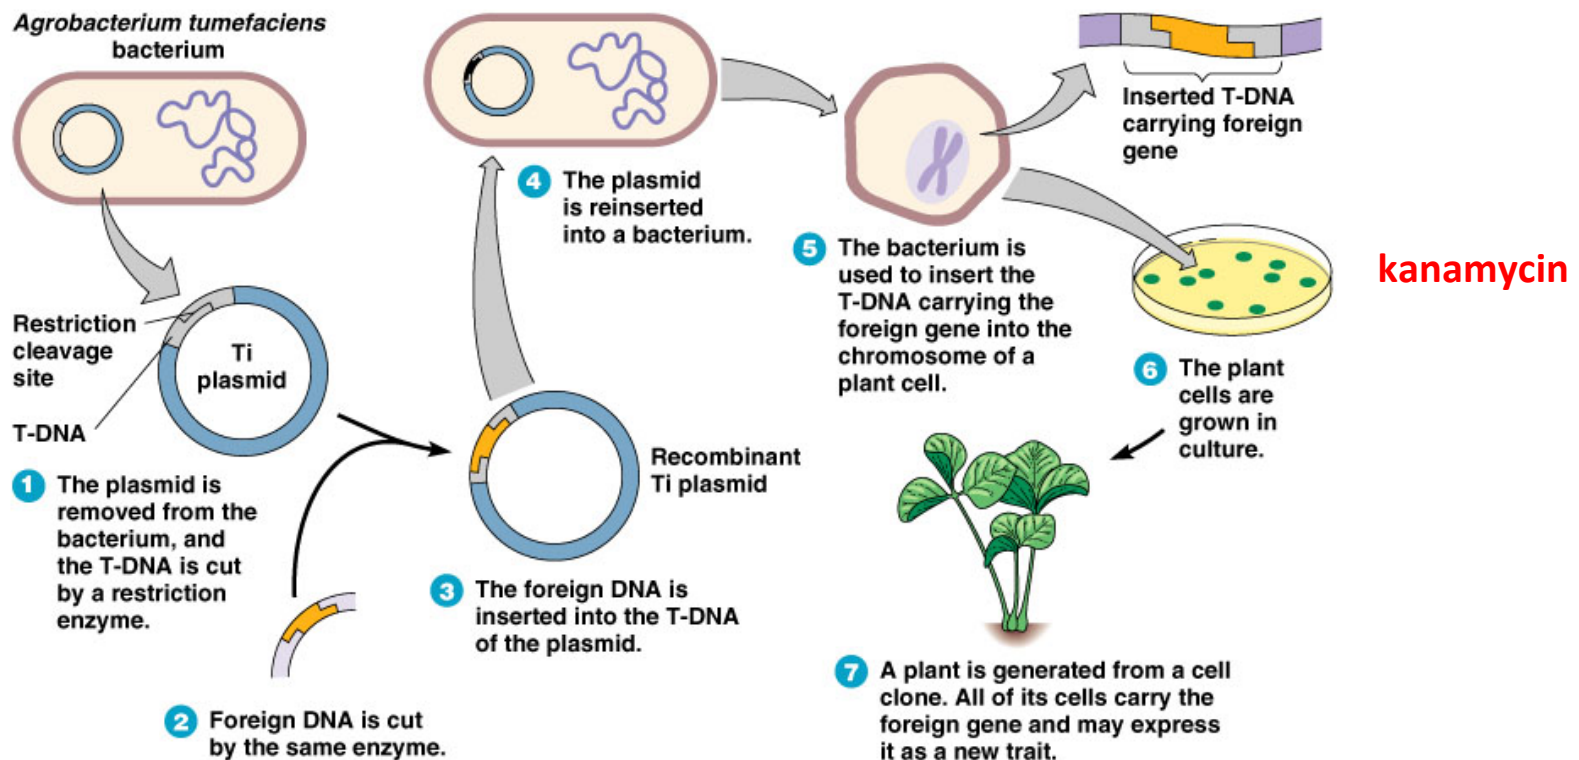 Agrobacterium tumefaciens
bacterium
Restriction
cleavage
site
T-DNA
Ti
plasmid
1 The plasmid is
removed from the
bacterium, and
the T-DNA is cut
by a restriction
enzyme.
2 Foreign DNA is cut
by the same enzyme.
Recombinant
Ti plasmid
3 The foreign DNA is
inserted into the T-DNA
of the plasmid.
4 The plasmid
is reinserted
into a bacterium.
5 The bacterium is
used to insert the
T-DNA carrying the
foreign gene into the
chromosome of a
plant cell.
Inserted T-DNA
carrying foreign
gene
kanamycin
6 The plant
cells are
grown in
culture.
7 A plant is generated from a cell
clone. All of its cells carry the
foreign gene and may express
it as a new trait.